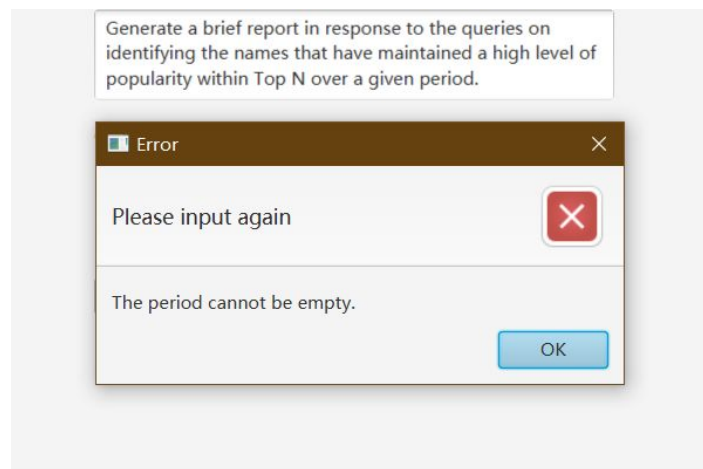 Generate a brief report in response to the queries on
identifying the names that have maintained a high level of
popularity within Top N over a given period.
Error
Please input again
The period cannot be empty.
OK